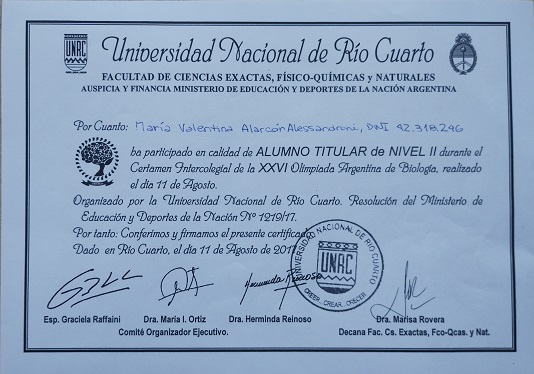 UNRC
Universidad Nacional de Río Cuarto
FACULTAD DE CIENCIAS EXACTAS, FÍSICO-QUÍMICAS y NATURALES
AUSPICIA Y FINANCIA MINISTERIO DE EDUCACIÓN Y DEPORTES DE LA NACIÓN ARGENTINA
Por Cuanto: María Valentina Alarcón Alessandroni, DNI 42.318.246
ha participado en calidad de ALUMNO TITULAR de NIVEL II durante el
Certamen Intercolegial de la XXVI Olimpíada Argentina de Biología, realizado
el día 11 de Agosto.
Organizado por la Universidad Nacional de Río Cuarto. Resolución del Ministerio de
Educación y Deportes de la Nación Nº 1219/17.
Por tanto: Conferimos y firmamos el presente certificado
Dado en Río Cuarto, el día 11 de Agosto de 2017
UNIVERSIDAD NACIONAL DE RÍO CUARTO
UNRC
CREER... CREAR... CRECER
Herminda Reinoso
Esp. Graciela Raffaini Dra. María I. Ortiz Dra. Herminda Reinoso Dra. Marisa Rovera
Comité Organizador Ejecutivo. Decana Fac. Cs. Exactas, Fco-Qcas. y Nat.